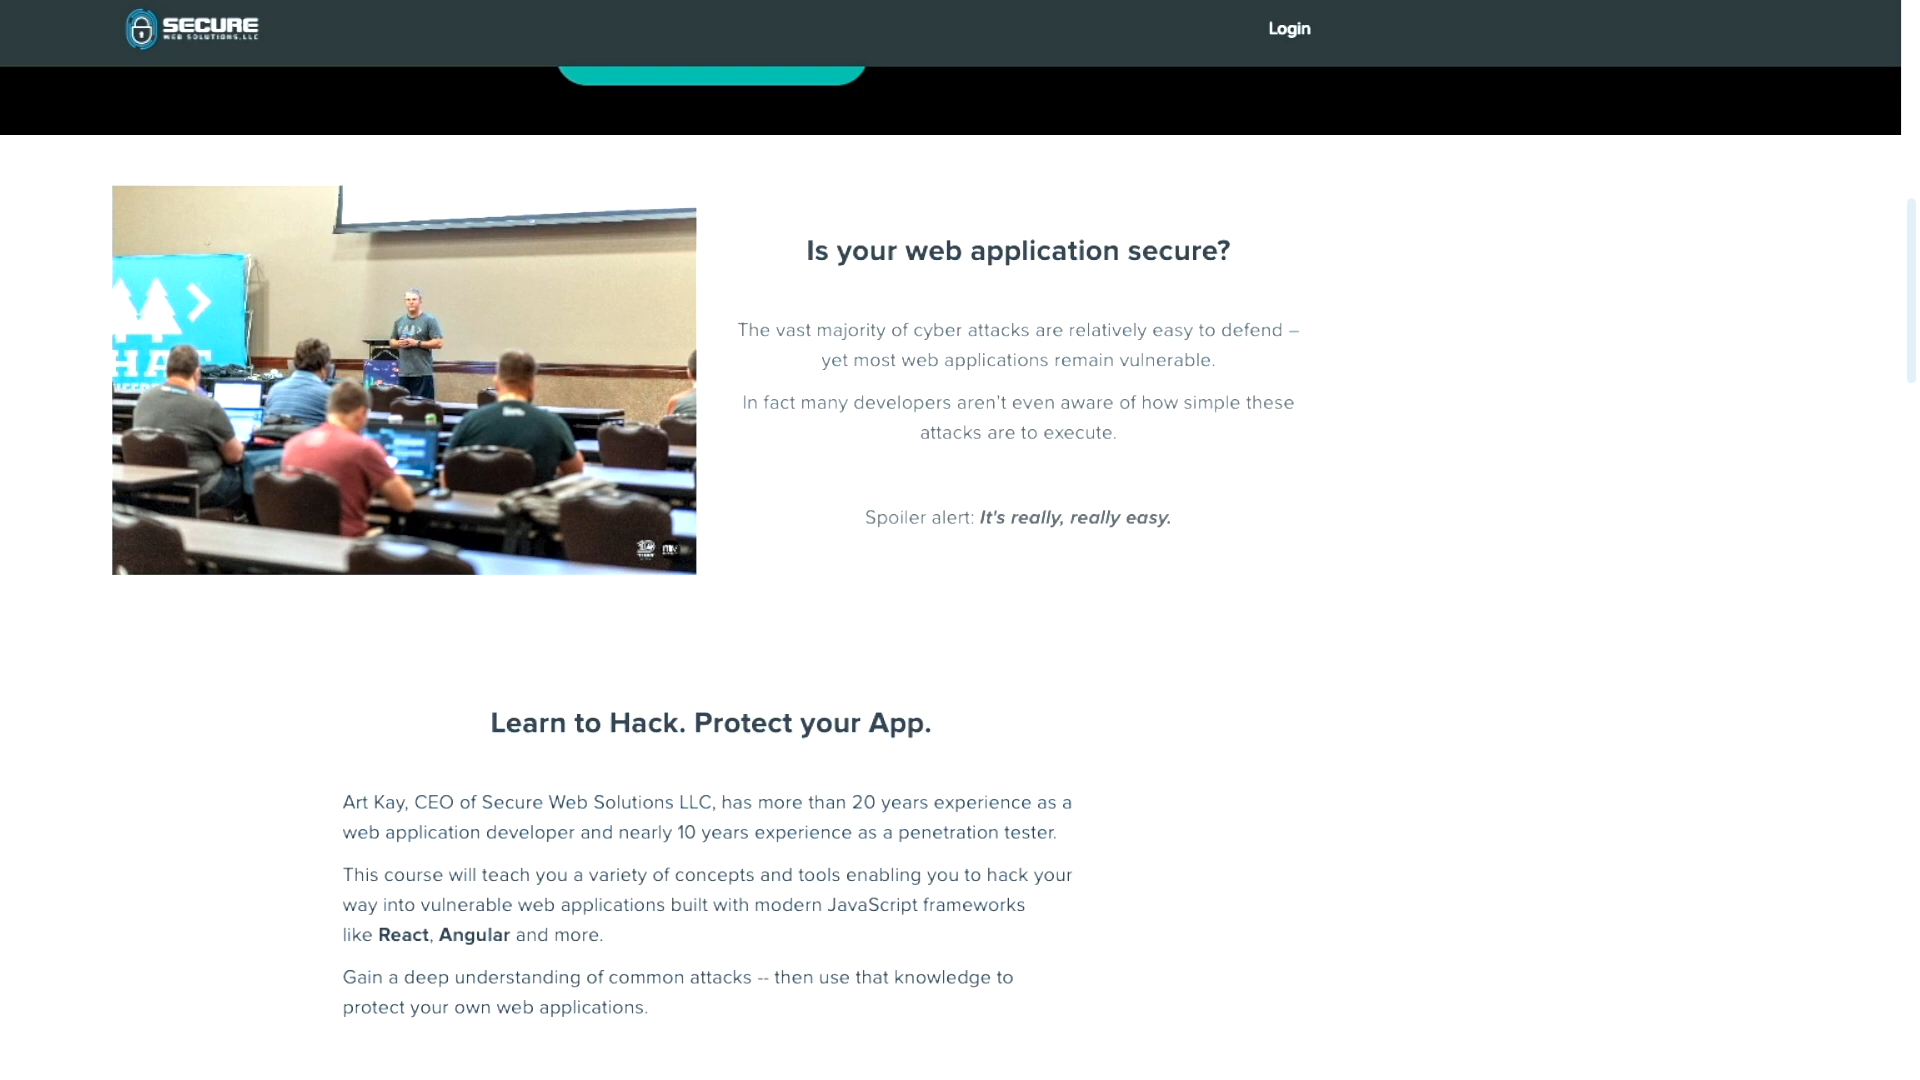 SECURE
WEB SOLUTIONS, LLC
Login
Is your web application secure?
The vast majority of cyber attacks are relatively easy to defend –
yet most web applications remain vulnerable.
In fact many developers aren't even aware of how simple these
attacks are to execute.
Spoiler alert: It's really, really easy.
Learn to Hack. Protect your App.
Art Kay, CEO of Secure Web Solutions LLC, has more than 20 years experience as a
web application developer and nearly 10 years experience as a penetration tester.
This course will teach you a variety of concepts and tools enabling you to hack your
way into vulnerable web applications built with modern JavaScript frameworks
like React, Angular and more.
Gain a deep understanding of common attacks -- then use that knowledge to
protect your own web applications.